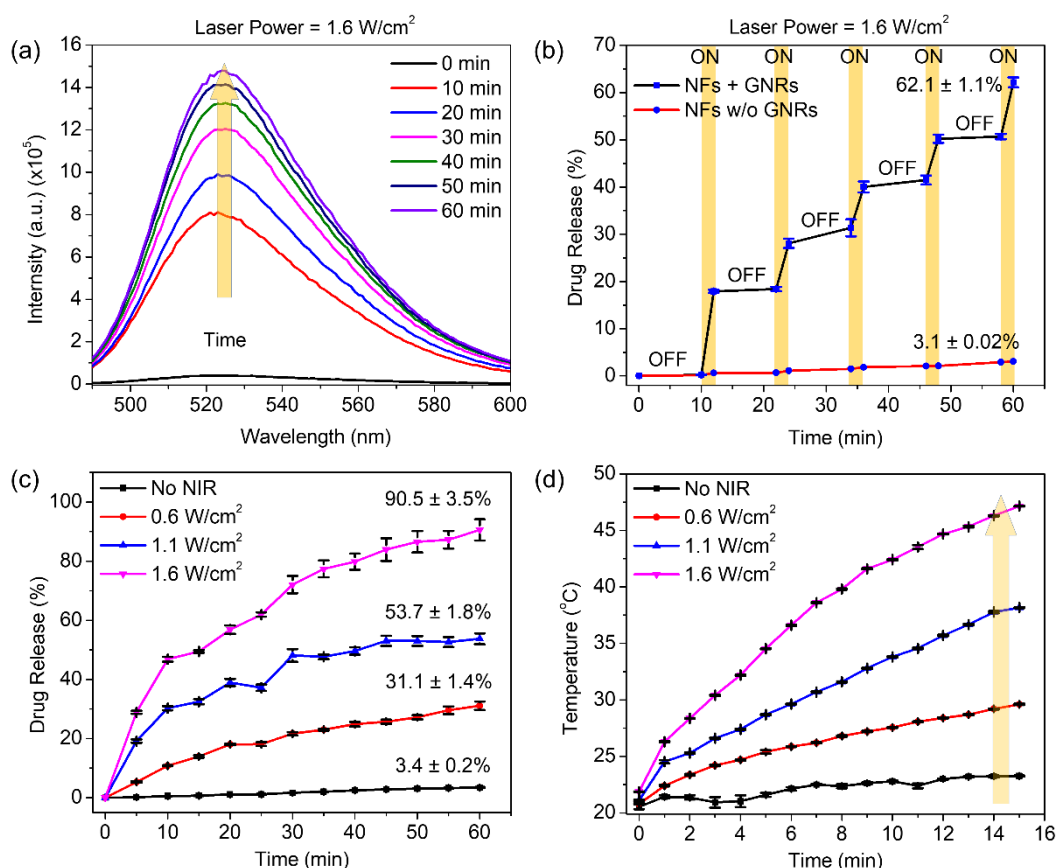 (a)
Laser Power = 1.6 W/cm²
Intensity (a.u.) (x10⁵)
16
14
12
10
8
6
4
2
0
0 min
10 min
20 min
30 min
40 min
50 min
60 min
Time
500 520 540 560 580 600
Wavelength (nm)
(b)
Laser Power = 1.6 W/cm²
Drug Release (%)
70
60
50
40
30
20
10
0
ON ON ON ON ON
NFs + GNRs
NFs w/o GNRs
62.1 ± 1.1%
OFF
OFF
OFF
OFF
OFF
3.1 ± 0.02%
0 10 20 30 40 50 60
Time (min)
(c)
Drug Release (%)
100
80
60
40
20
0
No NIR
0.6 W/cm²
1.1 W/cm²
1.6 W/cm²
90.5 ± 3.5%
53.7 ± 1.8%
31.1 ± 1.4%
3.4 ± 0.2%
0 10 20 30 40 50 60
Time (min)
(d)
Temperature (°C)
50
45
40
35
30
25
20
No NIR
0.6 W/cm²
1.1 W/cm²
1.6 W/cm²
0 2 4 6 8 10 12 14 16
Time (min)